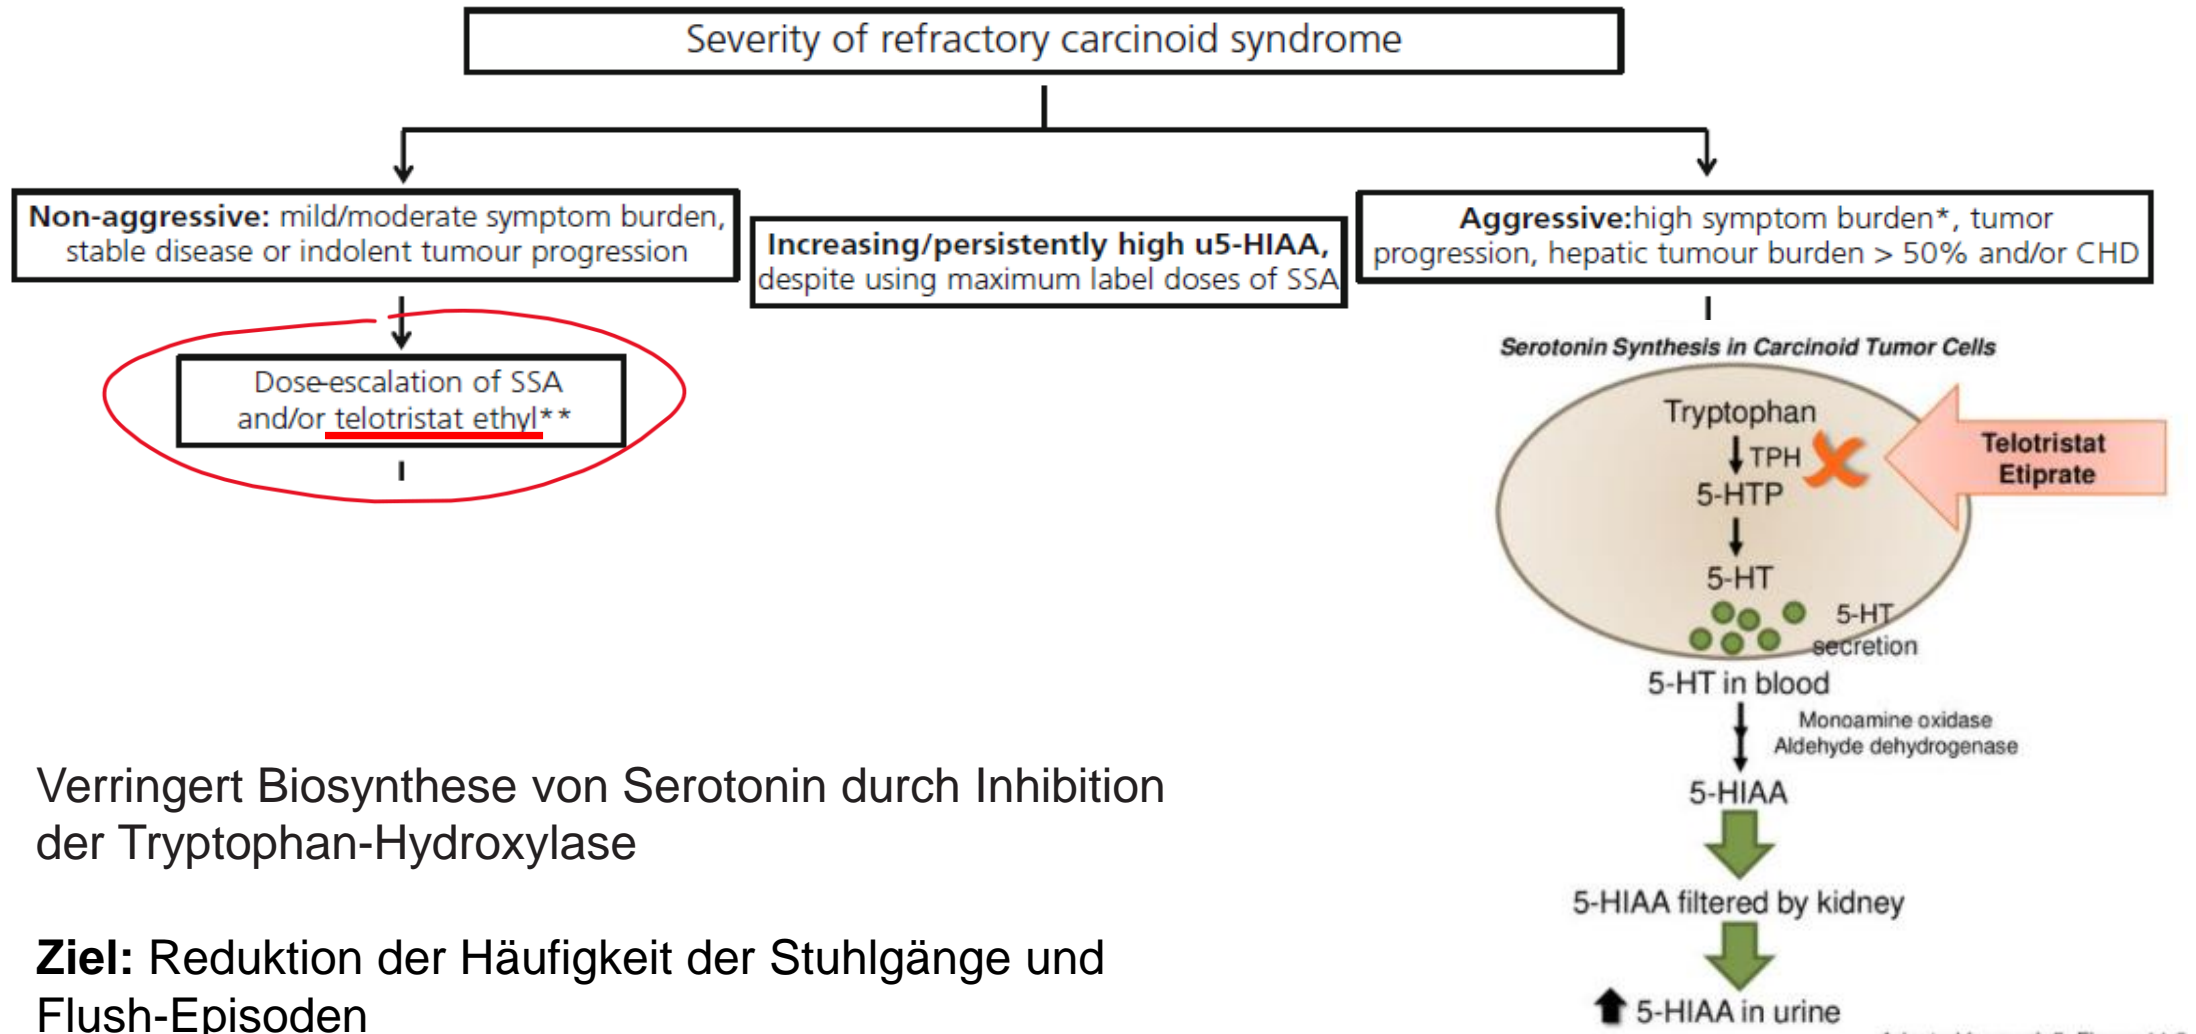 Severity of refractory carcinoid syndrome
Non-aggressive: mild/moderate symptom burden,
stable disease or indolent tumour progression
Increasing/persistently high u5-HIAA,
despite using maximum label doses of SSA
Aggressive:high symptom burden*, tumor
progression, hepatic tumour burden > 50% and/or CHD
Dose-escalation of SSA
and/or telotristat ethyl**
Serotonin Synthesis in Carcinoid Tumor Cells
Tryptophan
TPH
5-HTP
5-HT
5-HT
secretion
Telotristat
Etiprate
5-HT in blood
Monoamine oxidase
Aldehyde dehydrogenase
5-HIAA
5-HIAA filtered by kidney
5-HIAA in urine
Verringert Biosynthese von Serotonin durch Inhibition
der Tryptophan-Hydroxylase
Ziel: Reduktion der Häufigkeit der Stuhlgänge und
Flush-Episoden